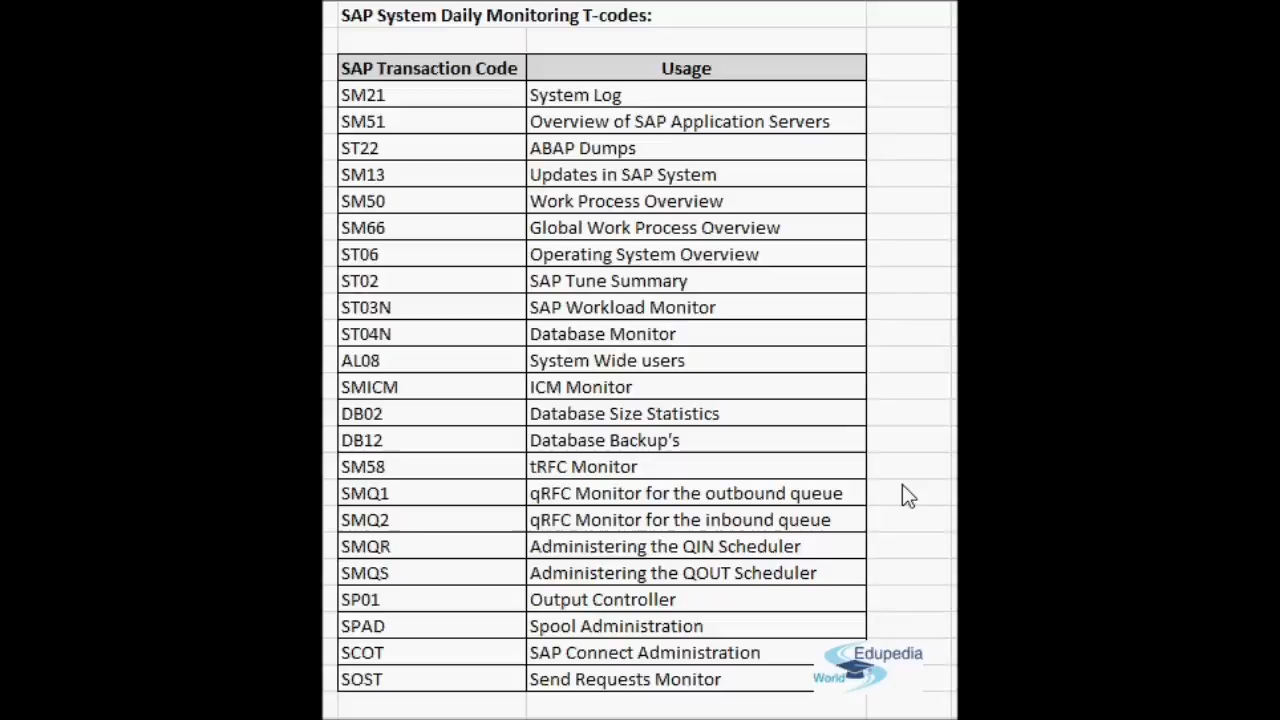 SAP System Daily Monitoring T-codes:
SAP Transaction Code Usage
SM21 System Log
SM51 Overview of SAP Application Servers
ST22 ABAP Dumps
SM13 Updates in SAP System
SM50 Work Process Overview
SM66 Global Work Process Overview
ST06 Operating System Overview
ST02 SAP Tune Summary
ST03N SAP Workload Monitor
ST04N Database Monitor
AL08 System Wide users
SMICM ICM Monitor
DB02 Database Size Statistics
DB12 Database Backup's
SM58 tRFC Monitor
SMQ1 qRFC Monitor for the outbound queue
SMQ2 qRFC Monitor for the inbound queue
SMQR Administering the QIN Scheduler
SMQS Administering the QOUT Scheduler
SP01 Output Controller
SPAD Spool Administration
SCOT SAP Connect Administration
SOST Send Requests Monitor
Edupedia
World